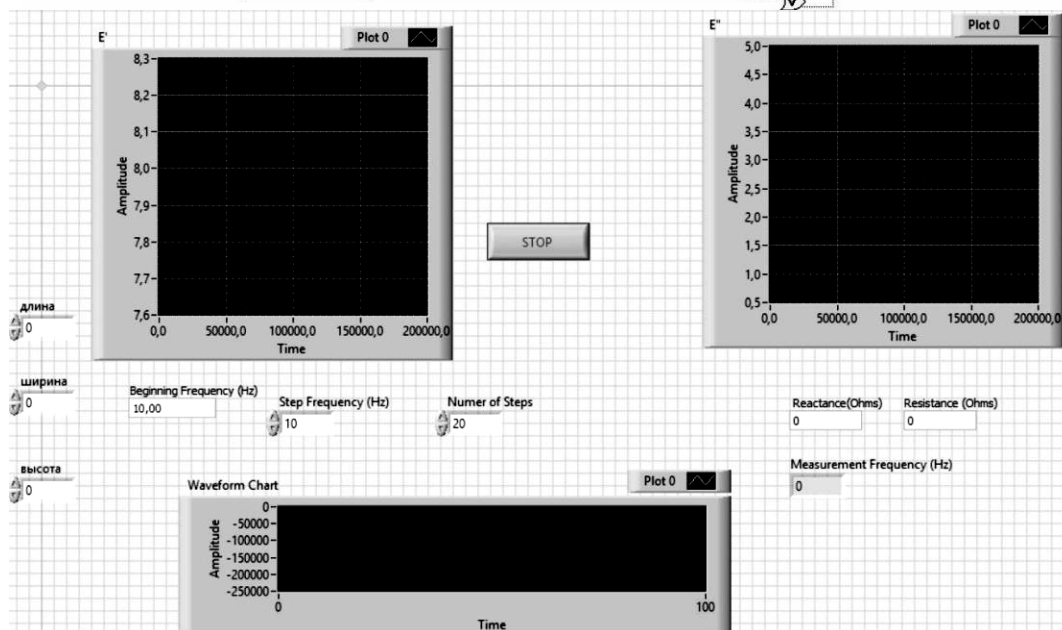 E'
Plot 0
8,3
8,2
8,1
8,0
7,9
7,8
7,7
7,6
Amplitude
0,0 50000,0 100000,0 150000,0 200000,0
Time
E"
Plot 0
5,0
4,5
4,0
3,5
3,0
2,5
2,0
1,5
1,0
0,5
Amplitude
0,0 50000,0 100000,0 150000,0 200000,0
Time
STOP
длина
0
ширина
0
высота
0
Beginning Frequency (Hz)
10,00
Step Frequency (Hz)
10
Numer of Steps
20
Reactance(Ohms)
0
Resistance (Ohms)
0
Measurement Frequency (Hz)
0
Waveform Chart
Plot 0
0
-50000
-100000
-150000
-200000
-250000
Amplitude
0 100
Time